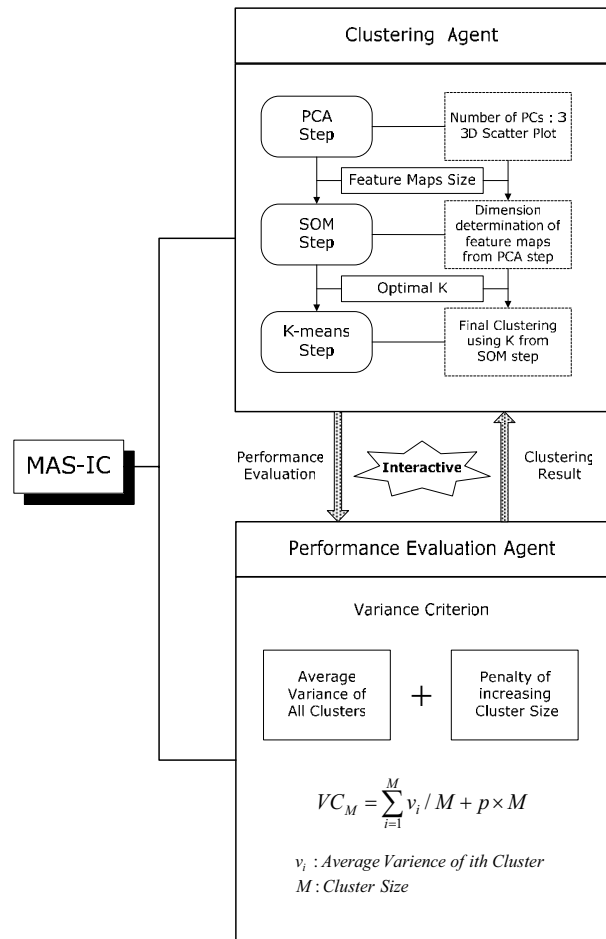 Clustering Agent
PCA
Step
Number of PCs : 3
3D Scatter Plot
Feature Maps Size
SOM
Step
Dimension
determination of
feature maps
from PCA step
Optimal K
K-means
Step
Final Clustering
using K from
SOM step
MAS-IC
Performance
Evaluation
Interactive
Clustering
Result
Performance Evaluation Agent
Variance Criterion
Average
Variance of
All Clusters
+
Penalty of
increasing
Cluster Size
$VC_M = \sum_{i=1}^{M} v_i / M + p \times M$
$v_i$ : Average Varience of ith Cluster
M : Cluster Size